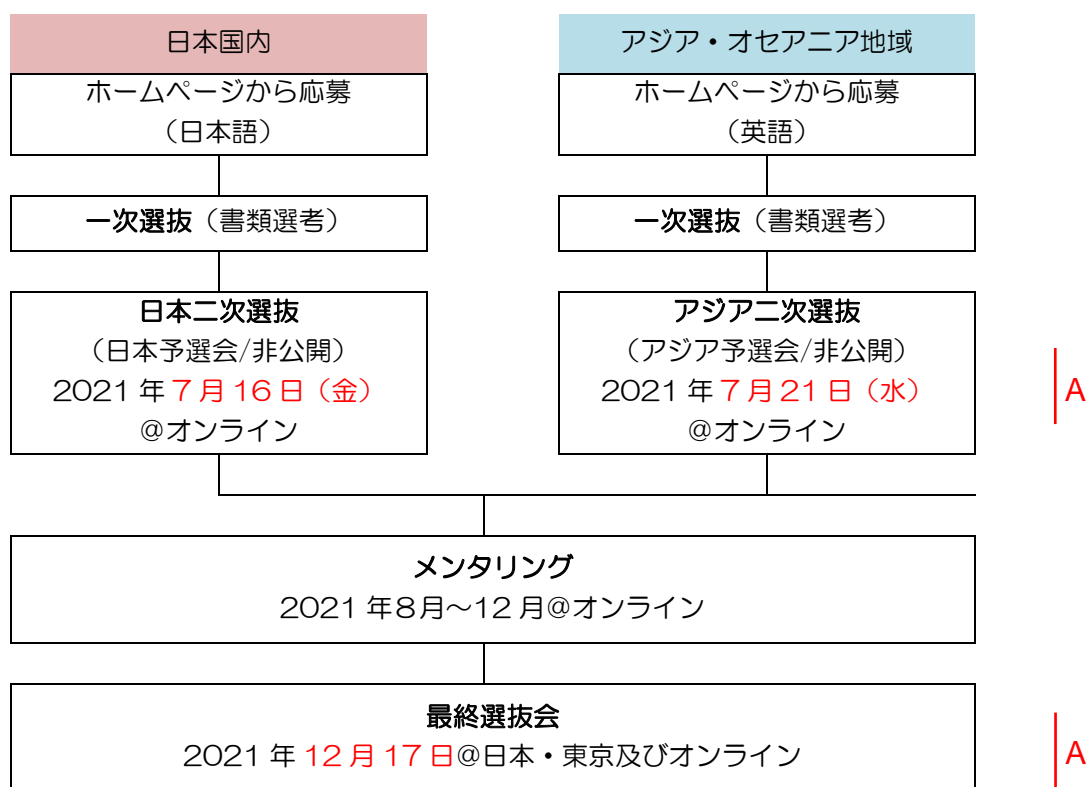 日本国内
ホームページから応募
（日本語）
一次選抜（書類選考）
日本二次選抜
（日本予選会/非公開）
2021 年７月 16 日（金）
@オンライン
アジア・オセアニア地域
ホームページから応募
（英語）
一次選抜（書類選考）
アジア二次選抜
（アジア予選会/非公開）
2021 年７月 21 日（水）
@オンライン
A
メンタリング
2021 年８月～12 月@オンライン
最終選抜会
2021 年 12 月 17 日@日本・東京及びオンライン
A